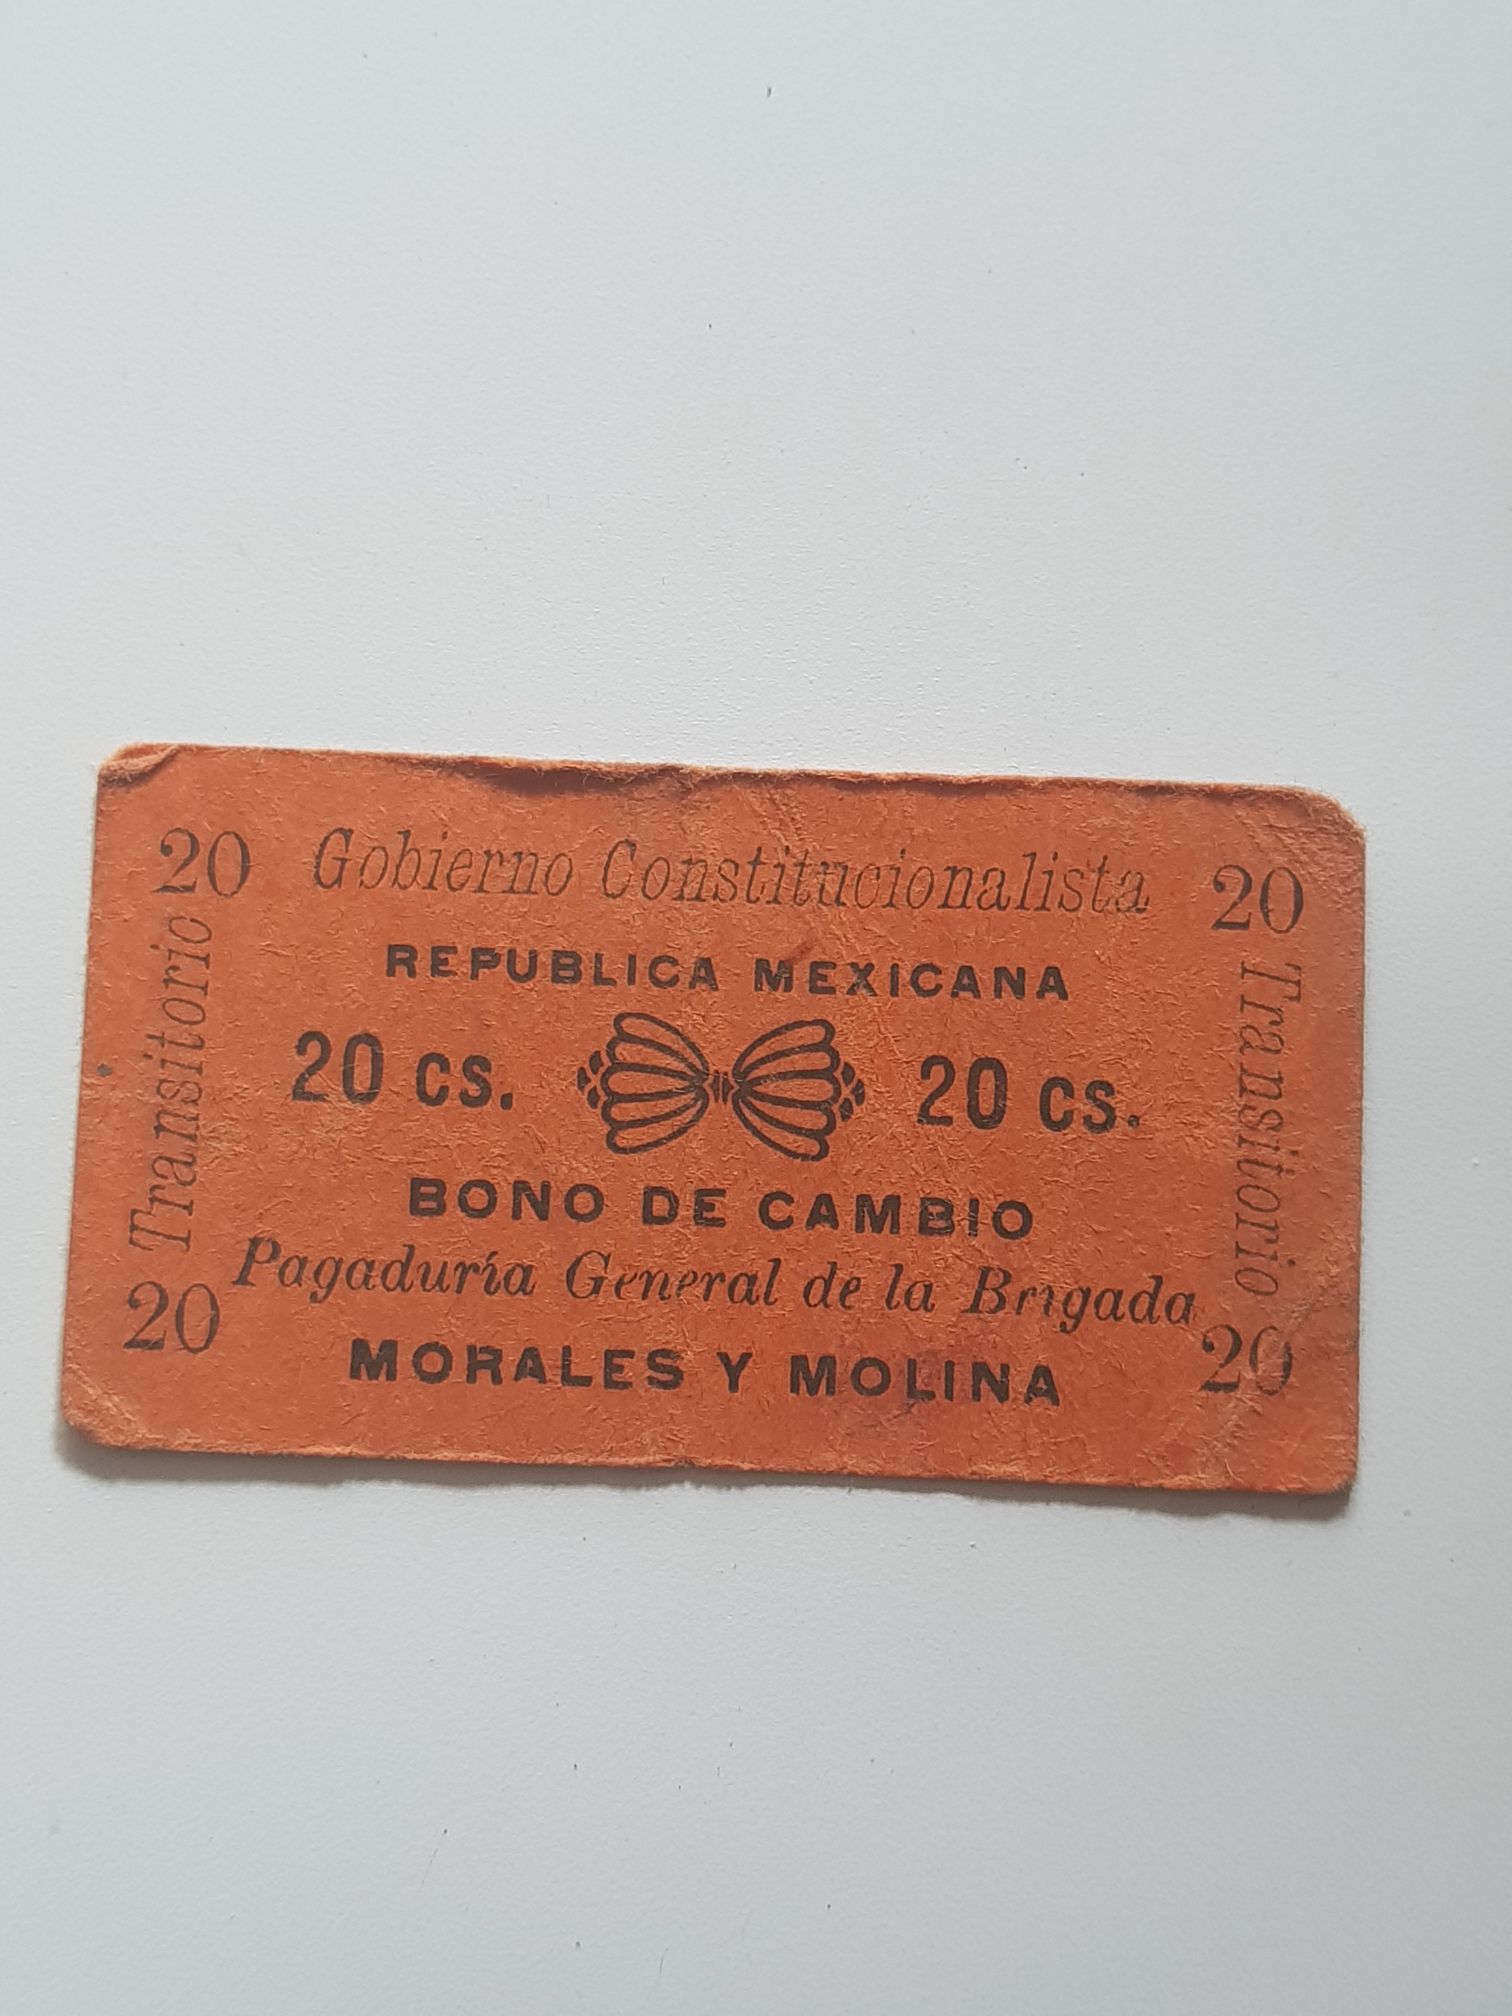 20 Gobierno Constitucionalista 20
REPUBLICA MEXICANA
Transitorio
20 cs. 20 cs.
Transitorio
BONO DE CAMBIO
Pagaduría General de la Brigada
20 MORALES Y MOLINA 20